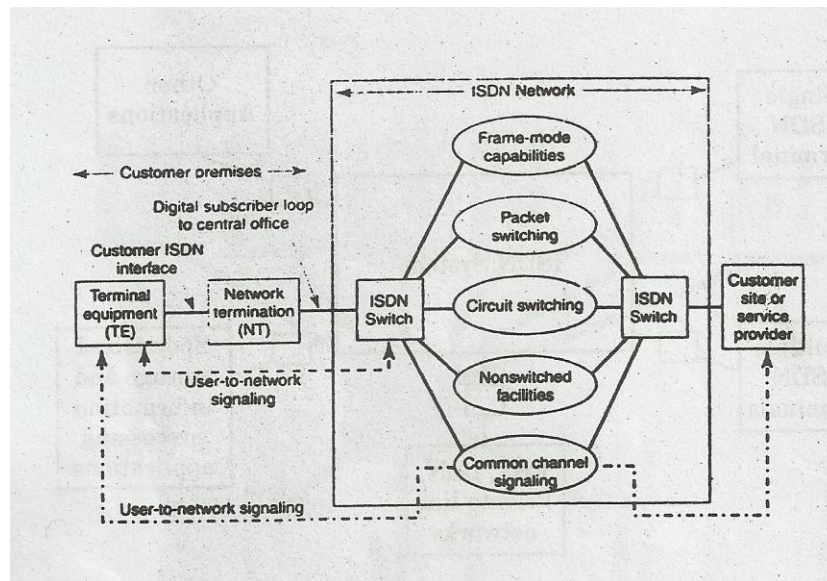 ISDN Network
Frame-mode
capabilities
Customer premises
Digital subscriber loop
to central office
Packet
switching
Customer ISDN
interface
Terminal
equipment
(TE)
Network
termination
(NT)
ISDN
Switch
Circuit switching
ISDN
Switch
Customer
site or
service
provider
User-to-network
signaling
Nonswitched
facilities
Common channel
signaling
User-to-network signaling
Other
applications